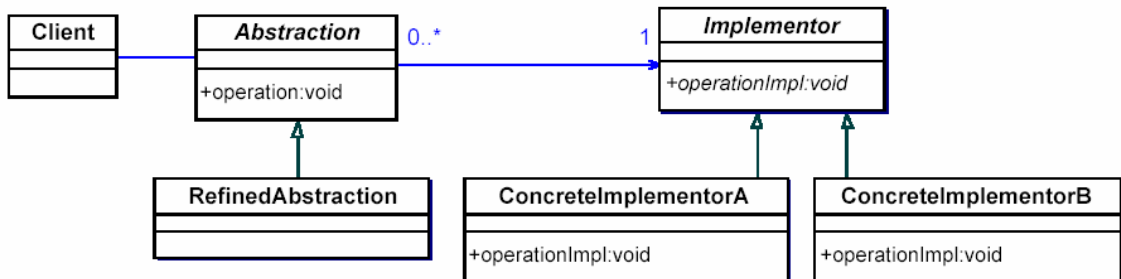 Client
Abstraction
0..*
1
Implementor
+operation:void
+operationImpl:void
RefinedAbstraction
ConcreteImplementorA
ConcreteImplementorB
+operationImpl:void
+operationImpl:void